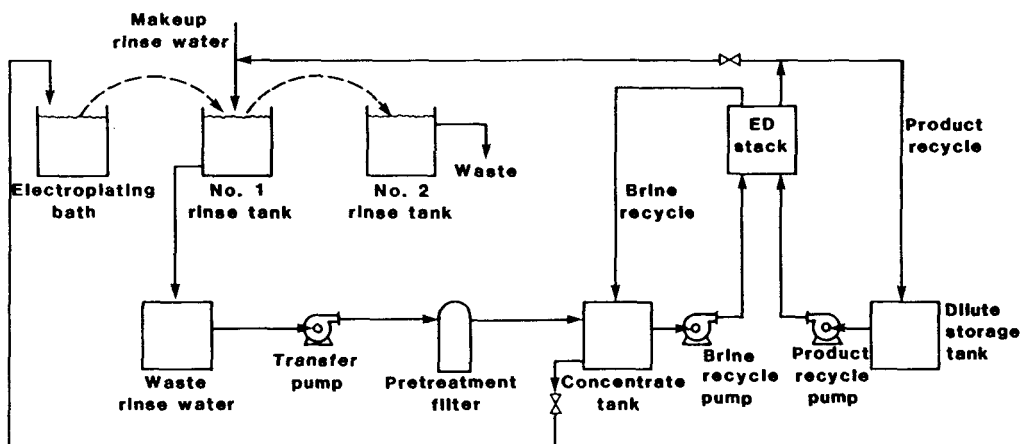 Makeup
rinse water
ED
stack
Product
recycle
Waste
Electroplating
bath
No. 1
rinse tank
No. 2
rinse tank
Brine
recycle
Waste
rinse water
Transfer
pump
Pretreatment
filter
Concentrate
tank
Brine
recycle
pump
Product
recycle
pump
Dilute
storage
tank